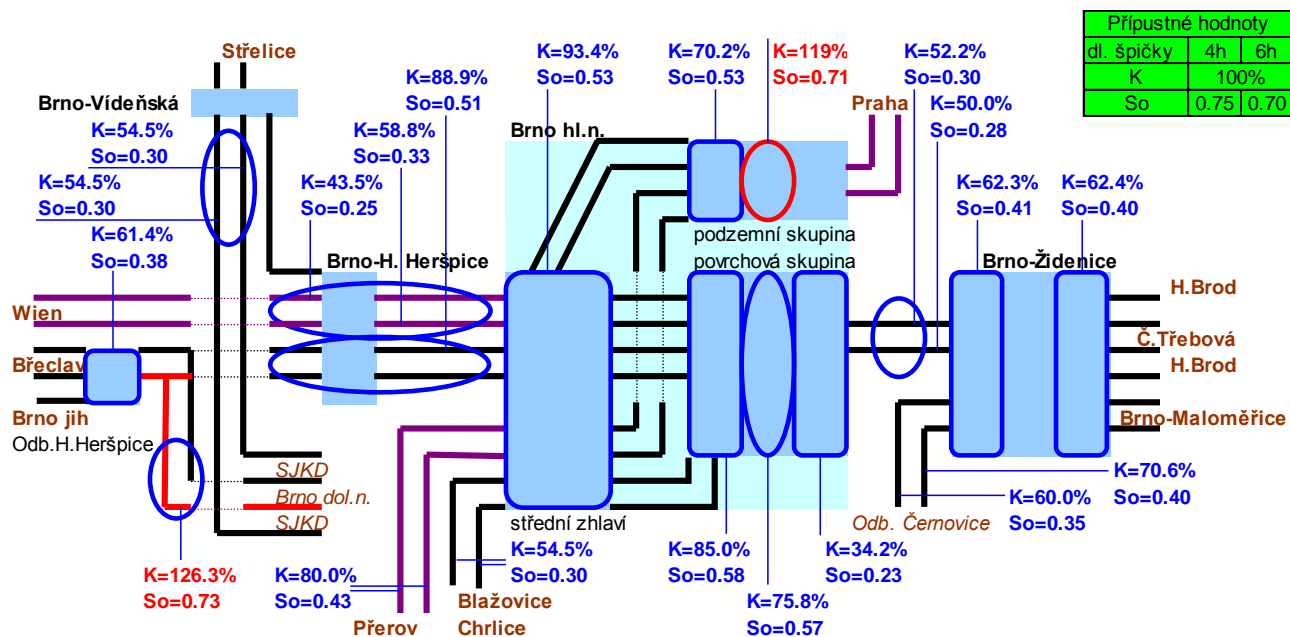 Střelice
K=93.4%
So=0.53
K=70.2%
So=0.53
K=119%
So=0.71
K=52.2%
So=0.30
Přípustné hodnoty
dl. špičky 4h 6h
K 100%
So 0.75 0.70
K=88.9%
So=0.51
Brno-Vídeňská
Praha
K=50.0%
So=0.28
K=54.5%
So=0.30
K=58.8%
So=0.33
Brno hl.n.
K=54.5%
So=0.30
K=43.5%
So=0.25
K=62.3%
So=0.41
K=62.4%
So=0.40
K=61.4%
So=0.38
podzemní skupina
povrchová skupina
Brno-H. Heršpice
Brno-Židenice
H.Brod
Wien
Č.Třebová
Břeclav
H.Brod
Brno jih
Brno-Maloměřice
Odb.H.Heršpice
SJKD
Brno dol.n.
SJKD
K=70.6%
So=0.40
K=60.0%
So=0.35
Odb. Černovice
střední zhlaví
K=54.5%
So=0.30
K=85.0%
So=0.58
K=34.2%
So=0.23
K=126.3%
So=0.73
K=80.0%
So=0.43
Blažovice
Chrlice
K=75.8%
So=0.57
Přerov